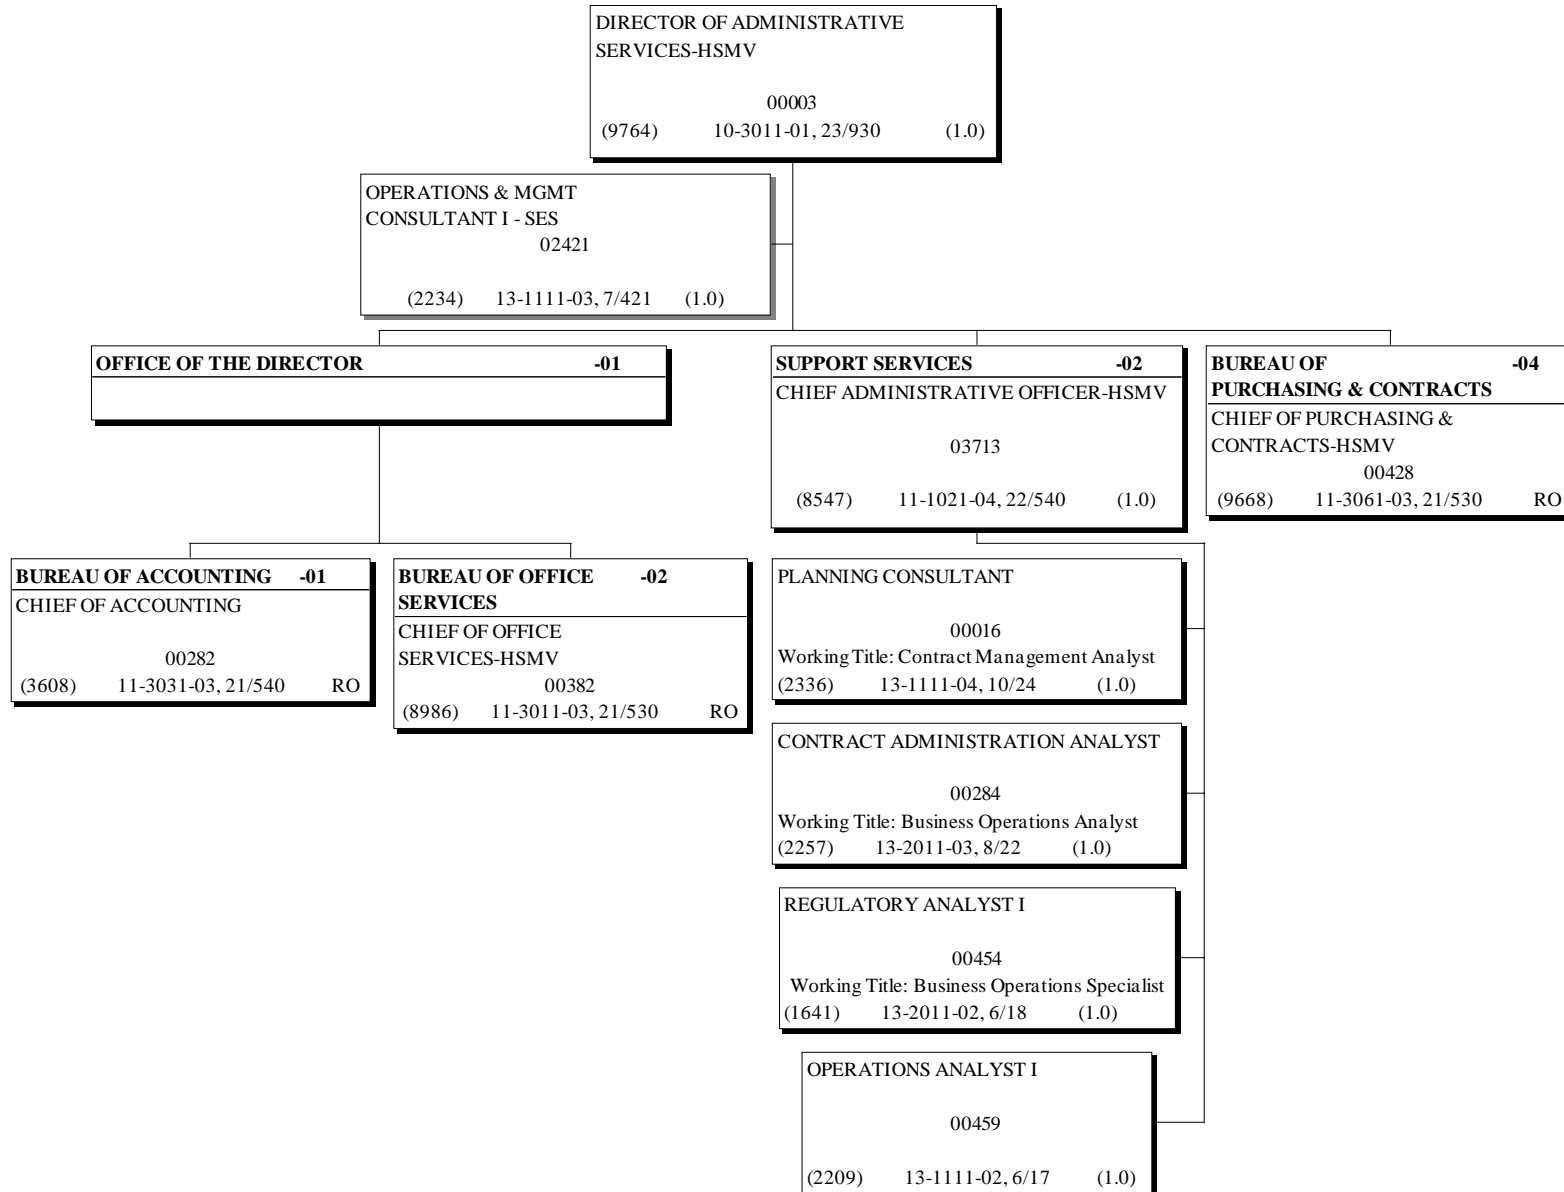 DIRECTOR OF ADMINISTRATIVE
SERVICES-HSMV
00003
(9764) 10-3011-01, 23/930 (1.0)
OPERATIONS & MGMT
CONSULTANT I - SES
02421
(2234) 13-1111-03, 7/421 (1.0)
OFFICE OF THE DIRECTOR -01
SUPPORT SERVICES -02
CHIEF ADMINISTRATIVE OFFICER-HSMV
03713
(8547) 11-1021-04, 22/540 (1.0)
BUREAU OF -04
PURCHASING & CONTRACTS
CHIEF OF PURCHASING &
CONTRACTS-HSMV
00428
(9668) 11-3061-03, 21/530 RO
BUREAU OF ACCOUNTING -01
CHIEF OF ACCOUNTING
00282
(3608) 11-3031-03, 21/540 RO
BUREAU OF OFFICE -02
SERVICES
CHIEF OF OFFICE
SERVICES-HSMV
00382
(8986) 11-3011-03, 21/530 RO
PLANNING CONSULTANT
00016
Working Title: Contract Management Analyst
(2336) 13-1111-04, 10/24 (1.0)
CONTRACT ADMINISTRATION ANALYST
00284
Working Title: Business Operations Analyst
(2257) 13-2011-03, 8/22 (1.0)
REGULATORY ANALYST I
00454
Working Title: Business Operations Specialist
(1641) 13-2011-02, 6/18 (1.0)
OPERATIONS ANALYST I
00459
(2209) 13-1111-02, 6/17 (1.0)